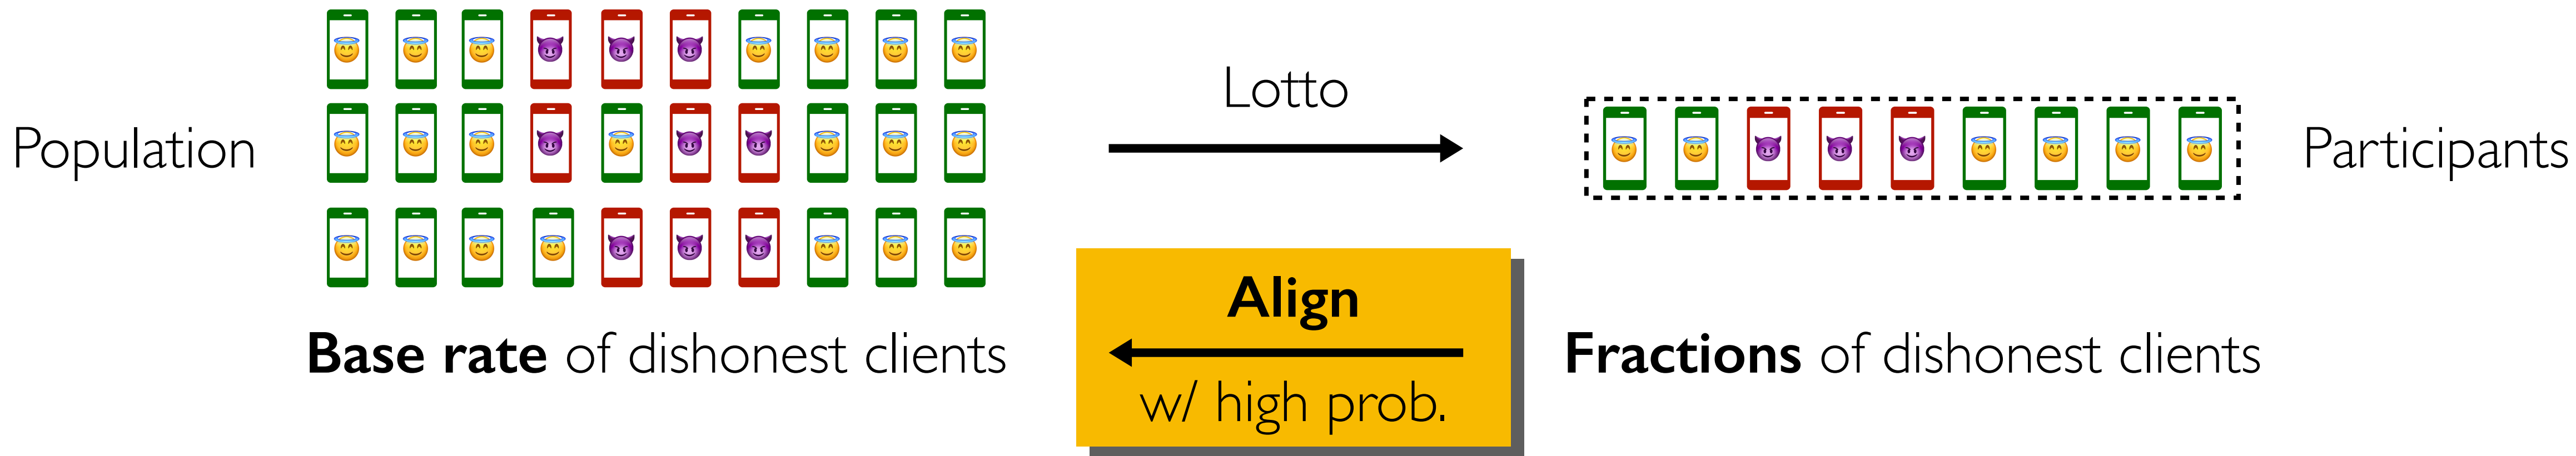 Population
Lotto
Participants
Base rate of dishonest clients
Align
w/ high prob.
Fractions of dishonest clients